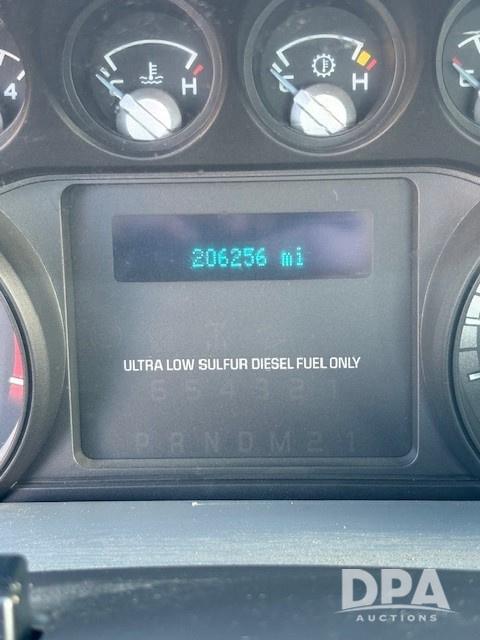 4 C H C H C
206256 mi
ULTRA LOW SULFUR DIESEL FUEL ONLY
6 5 4 3 2 1
P R N D M 2 1
DPA
AUCTIONS